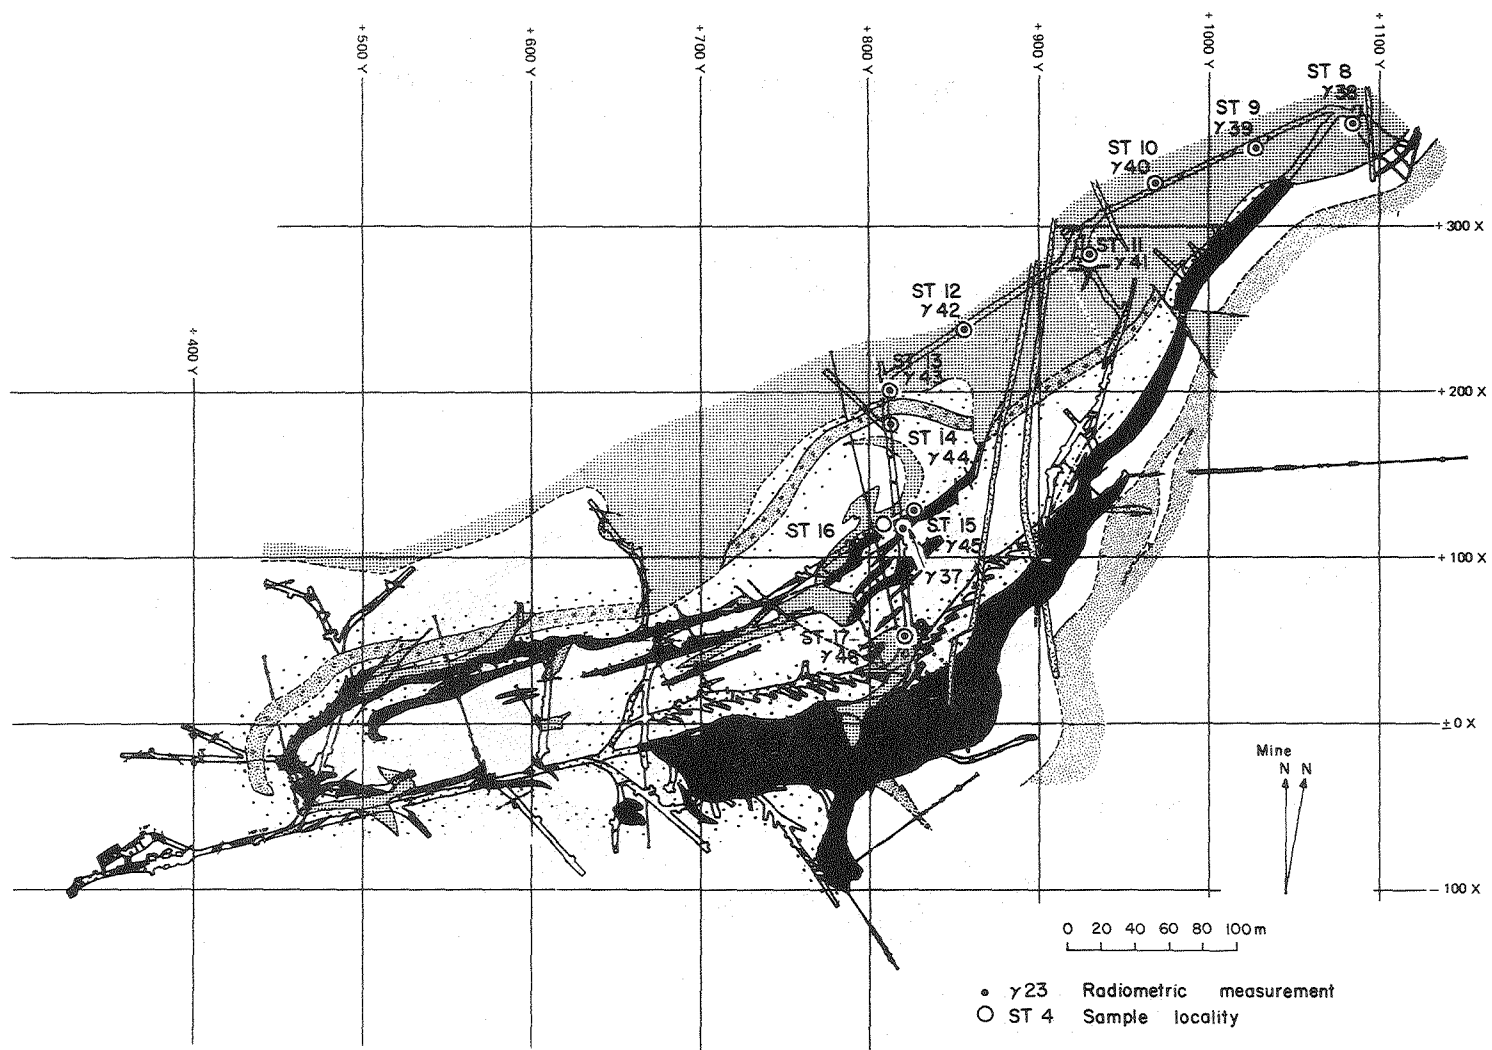 + 400 Y
+ 500 Y
+ 600 Y
+ 700 Y
+ 800 Y
+ 900 Y
+ 1000 Y
+ 1100 Y
ST 8
γ38
ST 9
γ39
ST 10
γ40
+ 300 X
ST 11
γ41
ST 12
γ42
ST 13
γ43
+ 200 X
ST 14
γ44
ST 16
ST 15
γ45
+ 100 X
γ37
ST 17
γ46
± 0 X
Mine
N N
- 100 X
0 20 40 60 80 100m
γ23 Radiometric measurement
ST 4 Sample locality